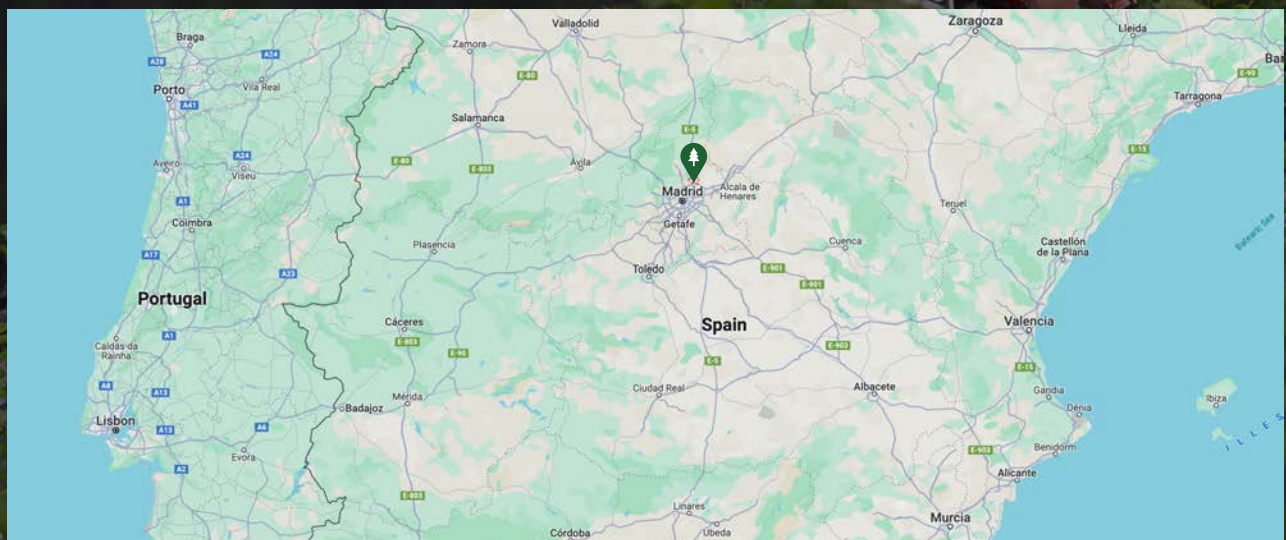 Zaragoza
Valladolid
Lleida
Braga
Zamora
A24
A28
Vila Real
E-80
E-90
Porto
Tarragona
A41
Salamanca
E-5
E-15
A24
Aveiro
Viseu
E-80
E-803
Ávila
Madrid
Alcala de
Henares
A1
Teruel
Coimbra
Getafe
Castellón
de la Plana
Balearic Sea
Plasencia
Cuenca
A17
A23
Toledo
E-901
E-901
Portugal
Cáceres
Spain
Valencia
A1
E-803
E-903
Caldas da
Rainha
E-90
E-5
E-15
A8
A13
Ciudad Real
Albacete
Gandia
Ibiza
Mérida
Badajoz
Dénia
Lisbon
A13
A6
Evora
E-903
Benidorm
ILLES
A2
Alicante
E-803
Linares
Murcia
Úbeda
Córdoba